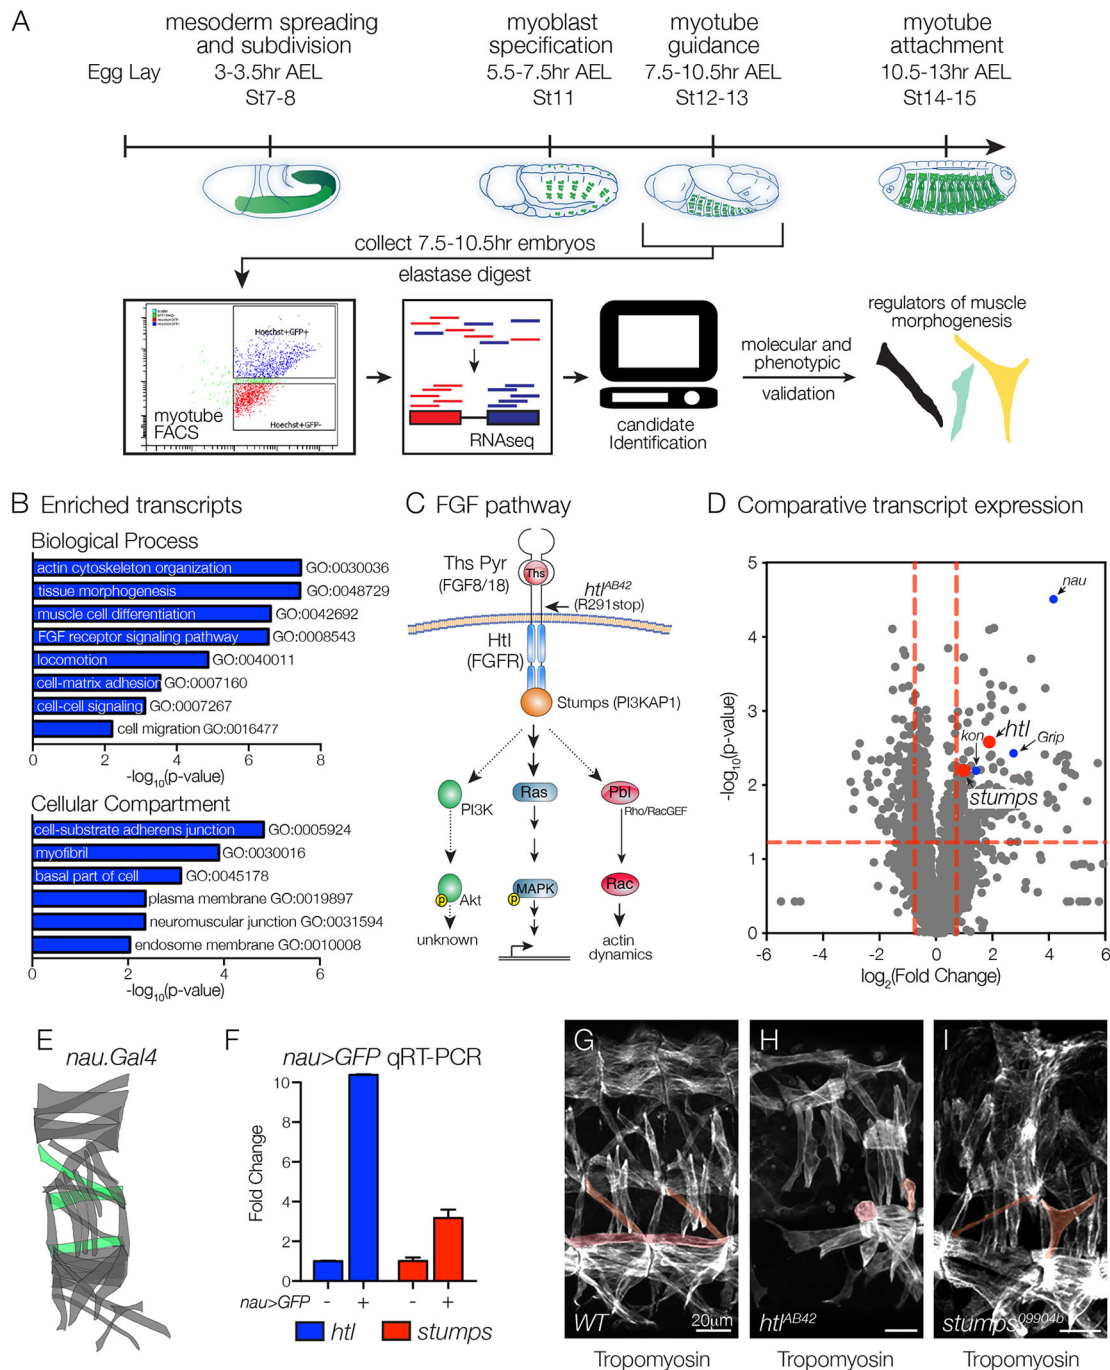 A
mesoderm spreading
and subdivision
3-3.5hr AEL
St7-8
myoblast
specification
5.5-7.5hr AEL
St11
myotube
guidance
7.5-10.5hr AEL
St12-13
myotube
attachment
10.5-13hr AEL
St14-15
Egg Lay
collect 7.5-10.5hr embryos
elastase digest
Hoechst+GFP+
Hoechst+GFP-
myotube
FACS
RNAseq
candidate
Identification
molecular and
phenotypic
validation
regulators of muscle
morphogenesis
B Enriched transcripts
Biological Process
actin cytoskeleton organization GO:0030036
tissue morphogenesis GO:0048729
muscle cell differentiation GO:0042692
FGF receptor signaling pathway GO:0008543
locomotion GO:0040011
cell-matrix adhesion GO:0007160
cell-cell signaling GO:0007267
cell migration GO:0016477
0 2 4 6 8
-log10(p-value)
Cellular Compartment
cell-substrate adherens junction GO:0005924
myofibril GO:0030016
basal part of cell GO:0045178
plasma membrane GO:0019897
neuromuscular junction GO:0031594
endosome membrane GO:0010008
0 2 4 6
-log10(p-value)
C FGF pathway
Ths Pyr
(FGF8/18)
Ths
htlAB42
(R291stop)
Htl
(FGFR)
Stumps (PI3KAP1)
PI3K
Ras
Pbl
Rho/RacGEF
P Akt
P MAPK
Rac
unknown
actin
dynamics
D Comparative transcript expression
5
4
3
2
1
0
-log10(p-value)
nau
htl
kon
Grip
stumps
-6 -4 -2 0 2 4 6
log2(Fold Change)
E
nau.Gal4
F
nau>GFP qRT-PCR
10
8
6
4
2
0
Fold Change
nau>GFP - + - +
htl stumps
G
WT
20μm
Tropomyosin
H
htlAB42
Tropomyosin
I
stumps09904b
Tropomyosin